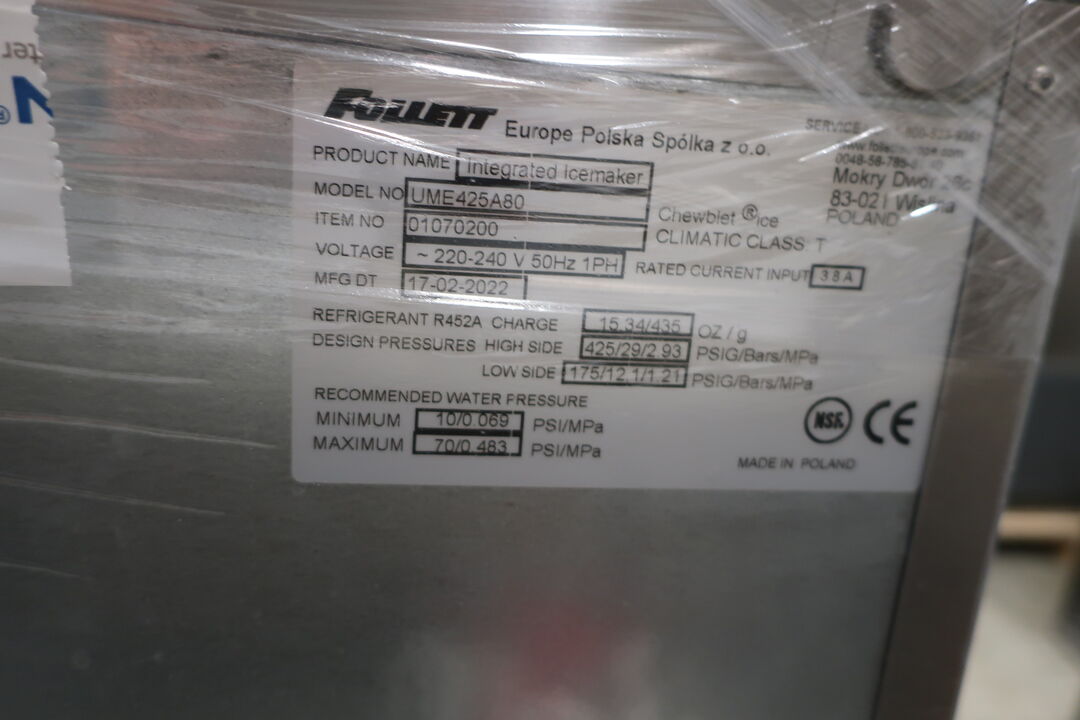 FOLLETT Europe Polska Spólka z o.o.
SERVICE
PRODUCT NAME Integrated Icemaker
MODEL NO UME425A80
ITEM NO 01070200
VOLTAGE ~ 220-240 V 50Hz 1PH
MFG DT 17-02-2022
Mokry Dwór
83-021
POLAND
Chewblet ® ice
CLIMATIC CLASS: T
RATED CURRENT INPUT 3.8 A
REFRIGERANT R452A CHARGE 15.34/435 OZ / g
DESIGN PRESSURES HIGH SIDE 425/29/2.93 PSIG/Bars/MPa
LOW SIDE 175/12.1/1.21 PSIG/Bars/MPa
RECOMMENDED WATER PRESSURE
MINIMUM 10/0.069 PSI/MPa
MAXIMUM 70/0.483 PSI/MPa
NSF CE
MADE IN POLAND